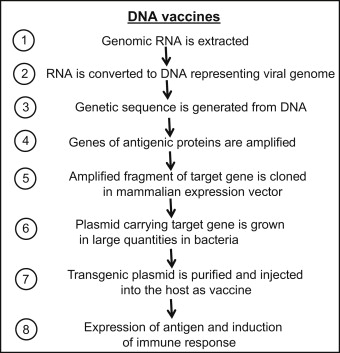 DNA vaccines
1 Genomic RNA is extracted
2 RNA is converted to DNA representing viral genome
3 Genetic sequence is generated from DNA
4 Genes of antigenic proteins are amplified
5 Amplified fragment of target gene is cloned
in mammalian expression vector
6 Plasmid carrying target gene is grown
in large quantities in bacteria
7 Transgenic plasmid is purified and injected
into the host as vaccine
8 Expression of antigen and induction
of immune response